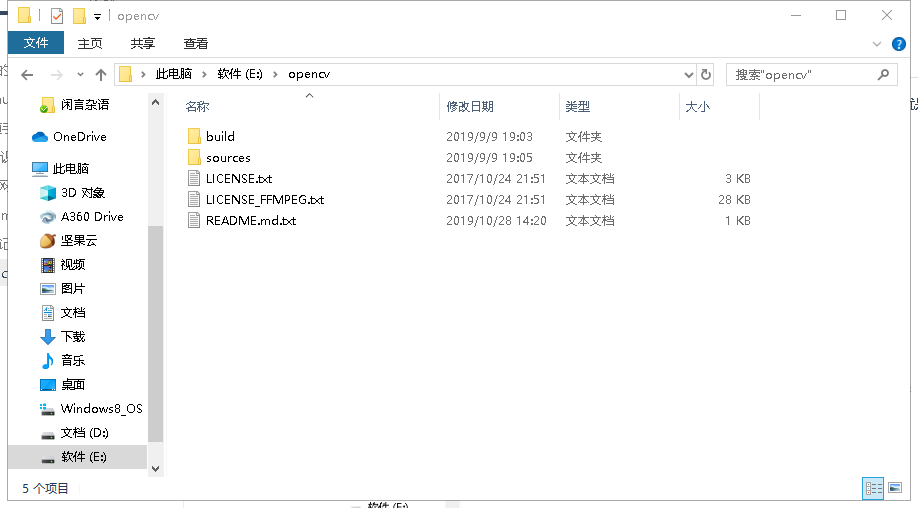 opencv
文件 主页 共享 查看
此电脑 软件 (E:) opencv
搜索"opencv"
名称 修改日期 类型 大小
build 2019/9/9 19:03 文件夹
sources 2019/9/9 19:05 文件夹
LICENSE.txt 2017/10/24 21:51 文本文档 3 KB
LICENSE_FFMPEG.txt 2017/10/24 21:51 文本文档 28 KB
README.md.txt 2019/10/28 14:20 文本文档 1 KB
闲言杂语
OneDrive
此电脑
3D 对象
A360 Drive
坚果云
视频
图片
文档
下载
音乐
桌面
Windows8_OS
文档 (D:)
软件 (E:)
5 个项目
软件 (E:)